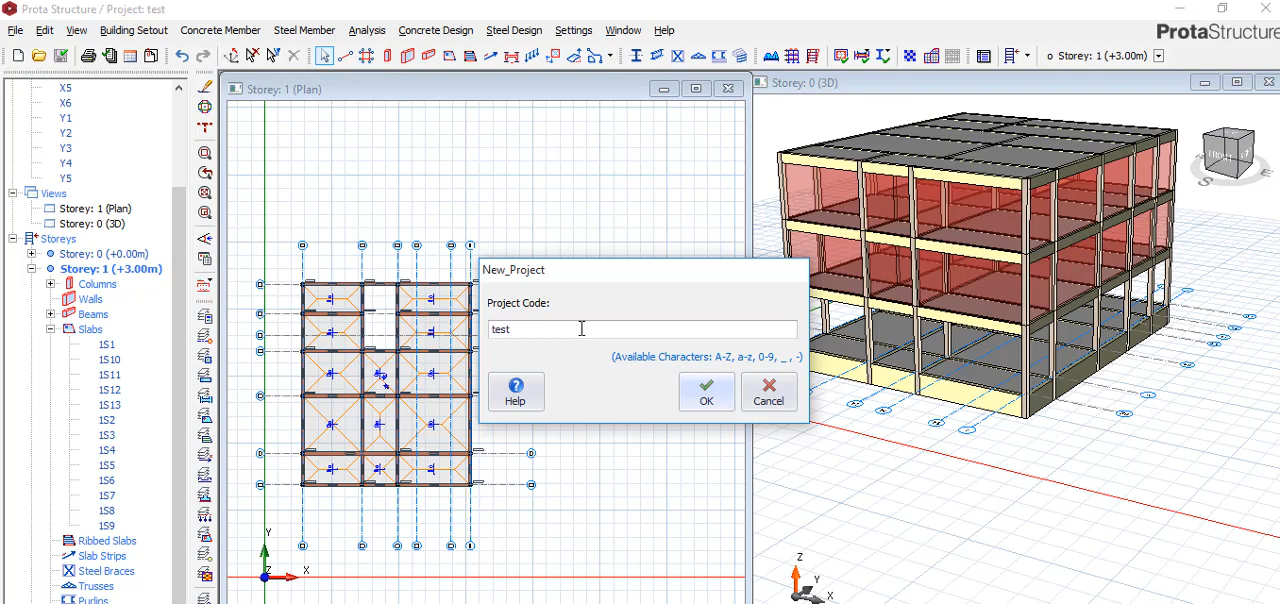 Prota Structure / Project: test
File Edit View Building Setout Concrete Member Steel Member Analysis Concrete Design Steel Design Settings Window Help
ProtaStructure
Storey: 1 (+3.00m)
X5
X6
Y1
Y2
Y3
Y4
Y5
Views
Storey: 1 (Plan)
Storey: 0 (3D)
Storeys
Storey: 0 (+0.00m)
Storey: 1 (+3.00m)
Columns
Walls
Beams
Slabs
1S1
1S10
1S11
1S12
1S13
1S2
1S3
1S4
1S5
1S6
1S7
1S8
1S9
Ribbed Slabs
Slab Strips
Steel Braces
Trusses
Purlins
Storey: 1 (Plan)
Y
Z
X
New_Project
Project Code:
test
(Available Characters: A-Z, a-z, 0-9, _ , -)
Help
OK
Cancel
Storey: 0 (3D)
FRONT
S
E
Z
Y
X